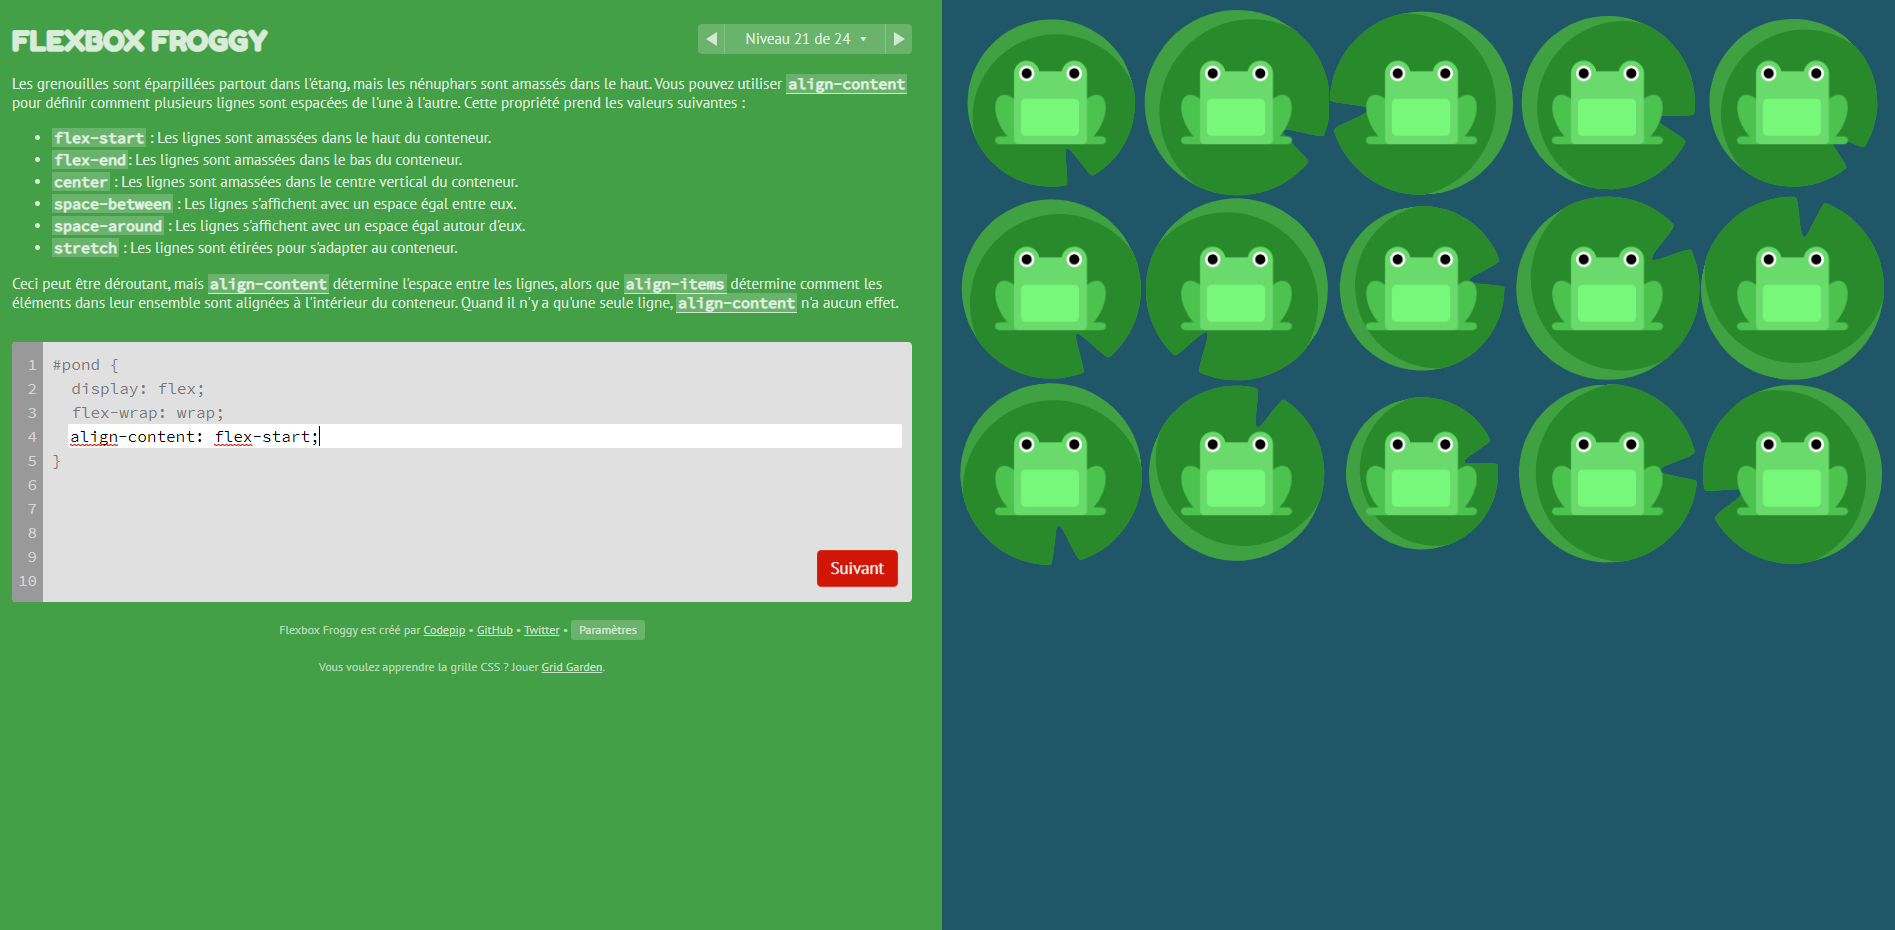 FLEXBOX FROGGY
Niveau 21 de 24
Les grenouilles sont éparpillées partout dans l'étang, mais les nénuphars sont amassés dans le haut. Vous pouvez utiliser align-content
pour définir comment plusieurs lignes sont espacées de l'une à l'autre. Cette propriété prend les valeurs suivantes :
• flex-start : Les lignes sont amassées dans le haut du conteneur.
• flex-end: Les lignes sont amassées dans le bas du conteneur.
• center : Les lignes sont amassées dans le centre vertical du conteneur.
• space-between : Les lignes s'affichent avec un espace égal entre eux.
• space-around : Les lignes s'affichent avec un espace égal autour d'eux.
• stretch : Les lignes sont étirées pour s'adapter au conteneur.
Ceci peut être déroutant, mais align-content détermine l'espace entre les lignes, alors que align-items détermine comment les
éléments dans leur ensemble sont alignées à l'intérieur du conteneur. Quand il n'y a qu'une seule ligne, align-content n'a aucun effet.
1 #pond {
2 display: flex;
3 flex-wrap: wrap;
4 align-content: flex-start;
5 }
6
7
8
9
10
Suivant
Flexbox Froggy est créé par Codepip • GitHub • Twitter • Paramètres
Vous voulez apprendre la grille CSS ? Jouer Grid Garden.